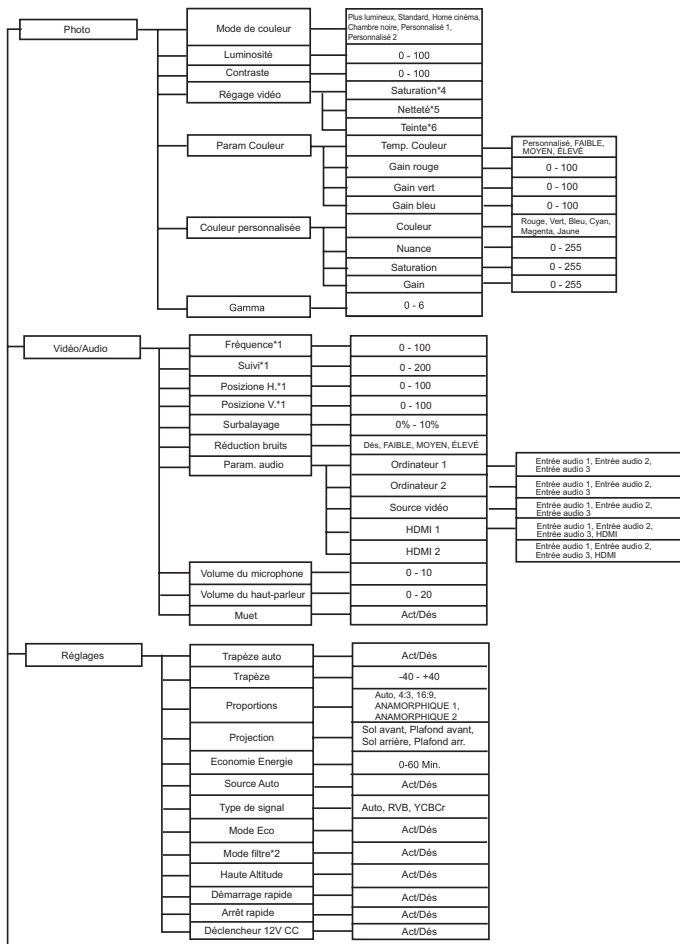 Photo
Mode de couleur
Plus lumineux, Standard, Home cinéma,
Chambre noire, Personnalisé 1,
Personnalisé 2
Luminosité
0 - 100
Contraste
0 - 100
Régage vidéo
Saturation*4
Netteté*5
Teinte*6
Param Couleur
Temp. Couleur
Personnalisé, FAIBLE,
MOYEN, ÉLEVÉ
Gain rouge
0 - 100
Gain vert
0 - 100
Gain bleu
0 - 100
Couleur personnalisée
Couleur
Rouge, Vert, Bleu, Cyan,
Magenta, Jaune
Nuance
0 - 255
Saturation
0 - 255
Gain
0 - 255
Gamma
0 - 6
Vidéo/Audio
Fréquence*1
0 - 100
Suivi*1
0 - 200
Posizione H.*1
0 - 100
Posizione V.*1
0 - 100
Surbalayage
0% - 10%
Réduction bruits
Dés, FAIBLE, MOYEN, ÉLEVÉ
Param. audio
Ordinateur 1
Entrée audio 1, Entrée audio 2,
Entrée audio 3
Ordinateur 2
Entrée audio 1, Entrée audio 2,
Entrée audio 3
Source vidéo
Entrée audio 1, Entrée audio 2,
Entrée audio 3
HDMI 1
Entrée audio 1, Entrée audio 2,
Entrée audio 3, HDMI
HDMI 2
Entrée audio 1, Entrée audio 2,
Entrée audio 3, HDMI
Volume du microphone
0 - 10
Volume du haut-parleur
0 - 20
Muet
Act/Dés
Réglages
Trapèze auto
Act/Dés
Trapèze
-40 - +40
Proportions
Auto, 4:3, 16:9,
ANAMORPHIQUE 1,
ANAMORPHIQUE 2
Projection
Sol avant, Plafond avant,
Sol arrière, Plafond arr.
Economie Energie
0-60 Min.
Source Auto
Act/Dés
Type de signal
Auto, RVB, YCBCr
Mode Eco
Act/Dés
Mode filtre*2
Act/Dés
Haute Altitude
Act/Dés
Démarrage rapide
Act/Dés
Arrêt rapide
Act/Dés
Déclencheur 12V CC
Act/Dés